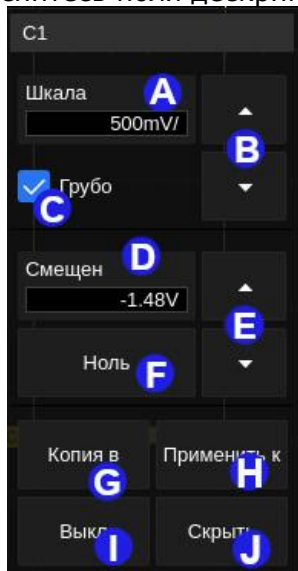 C1
Шкала
A
500mV/
B
Грубо
C
D
Смещен
-1.48V
E
Ноль
F
Копия в
Применить к
G
H
Выкл
Скрыть
I
J